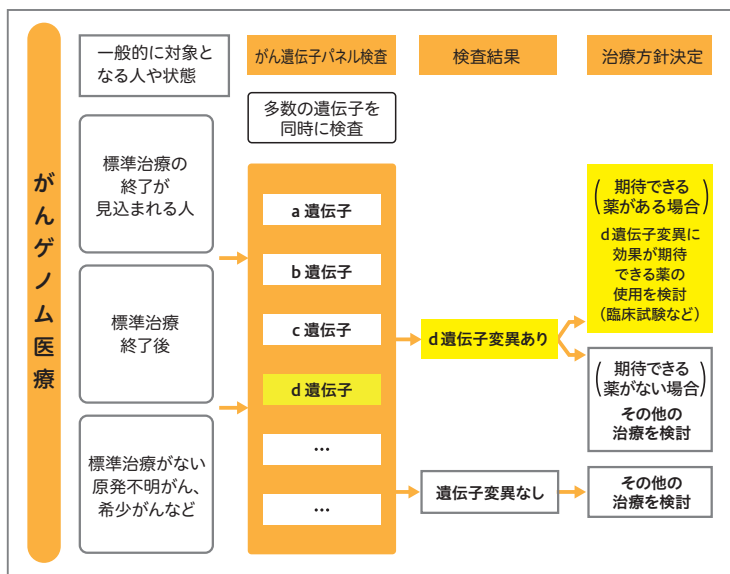 がんゲノム医療
一般的に対象と
なる人や状態
標準治療の
終了が
見込まれる人
標準治療
終了後
標準治療がない
原発不明がん、
希少がんなど
がん遺伝子パネル検査
多数の遺伝子を
同時に検査
a 遺伝子
b 遺伝子
c 遺伝子
d 遺伝子
…
…
検査結果
d 遺伝子変異あり
遺伝子変異なし
治療方針決定
(期待できる
薬がある場合)
d 遺伝子変異に
効果が期待
できる薬の
使用を検討
(臨床試験など)
(期待できる
薬がない場合)
その他の
治療を検討
その他の
治療を検討